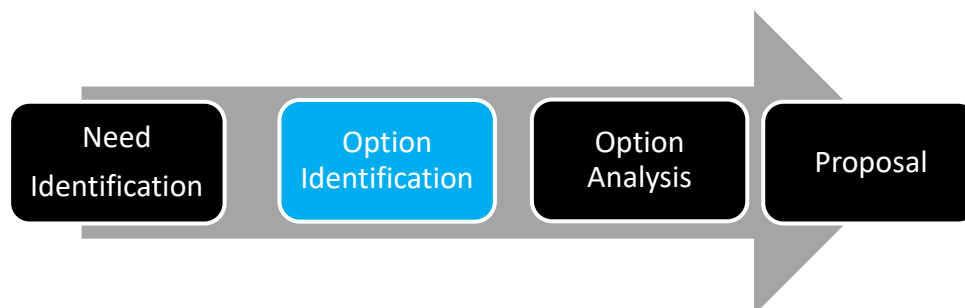 Need
Identification
Option
Identification
Option
Analysis
Proposal